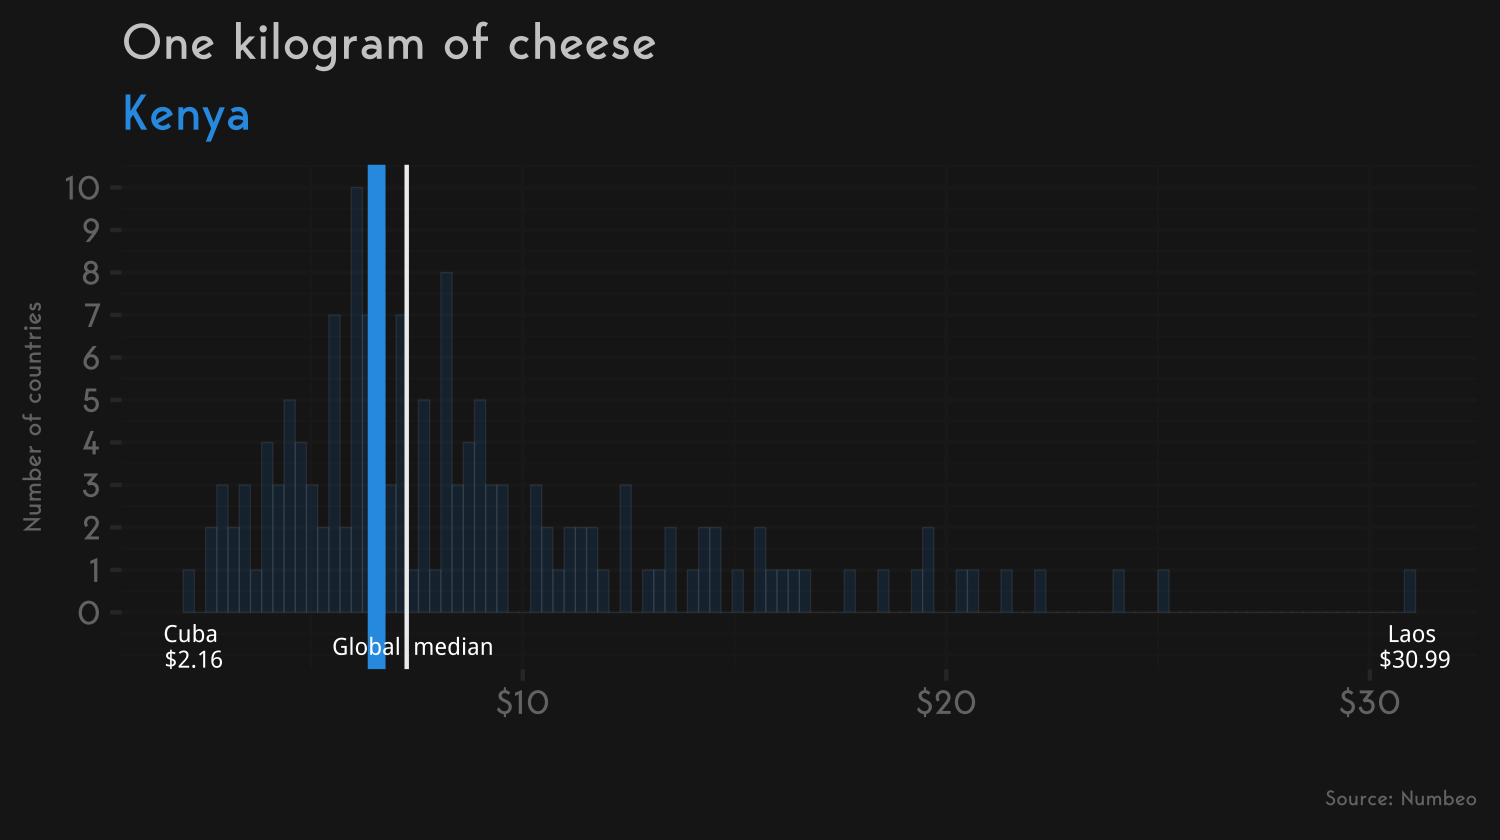 One kilogram of cheese
Kenya
Number of countries
10
9
8
7
6
5
4
3
2
1
0
Cuba
$2.16
Global median
Laos
$30.99
$10
$20
$30
Source: Numbeo